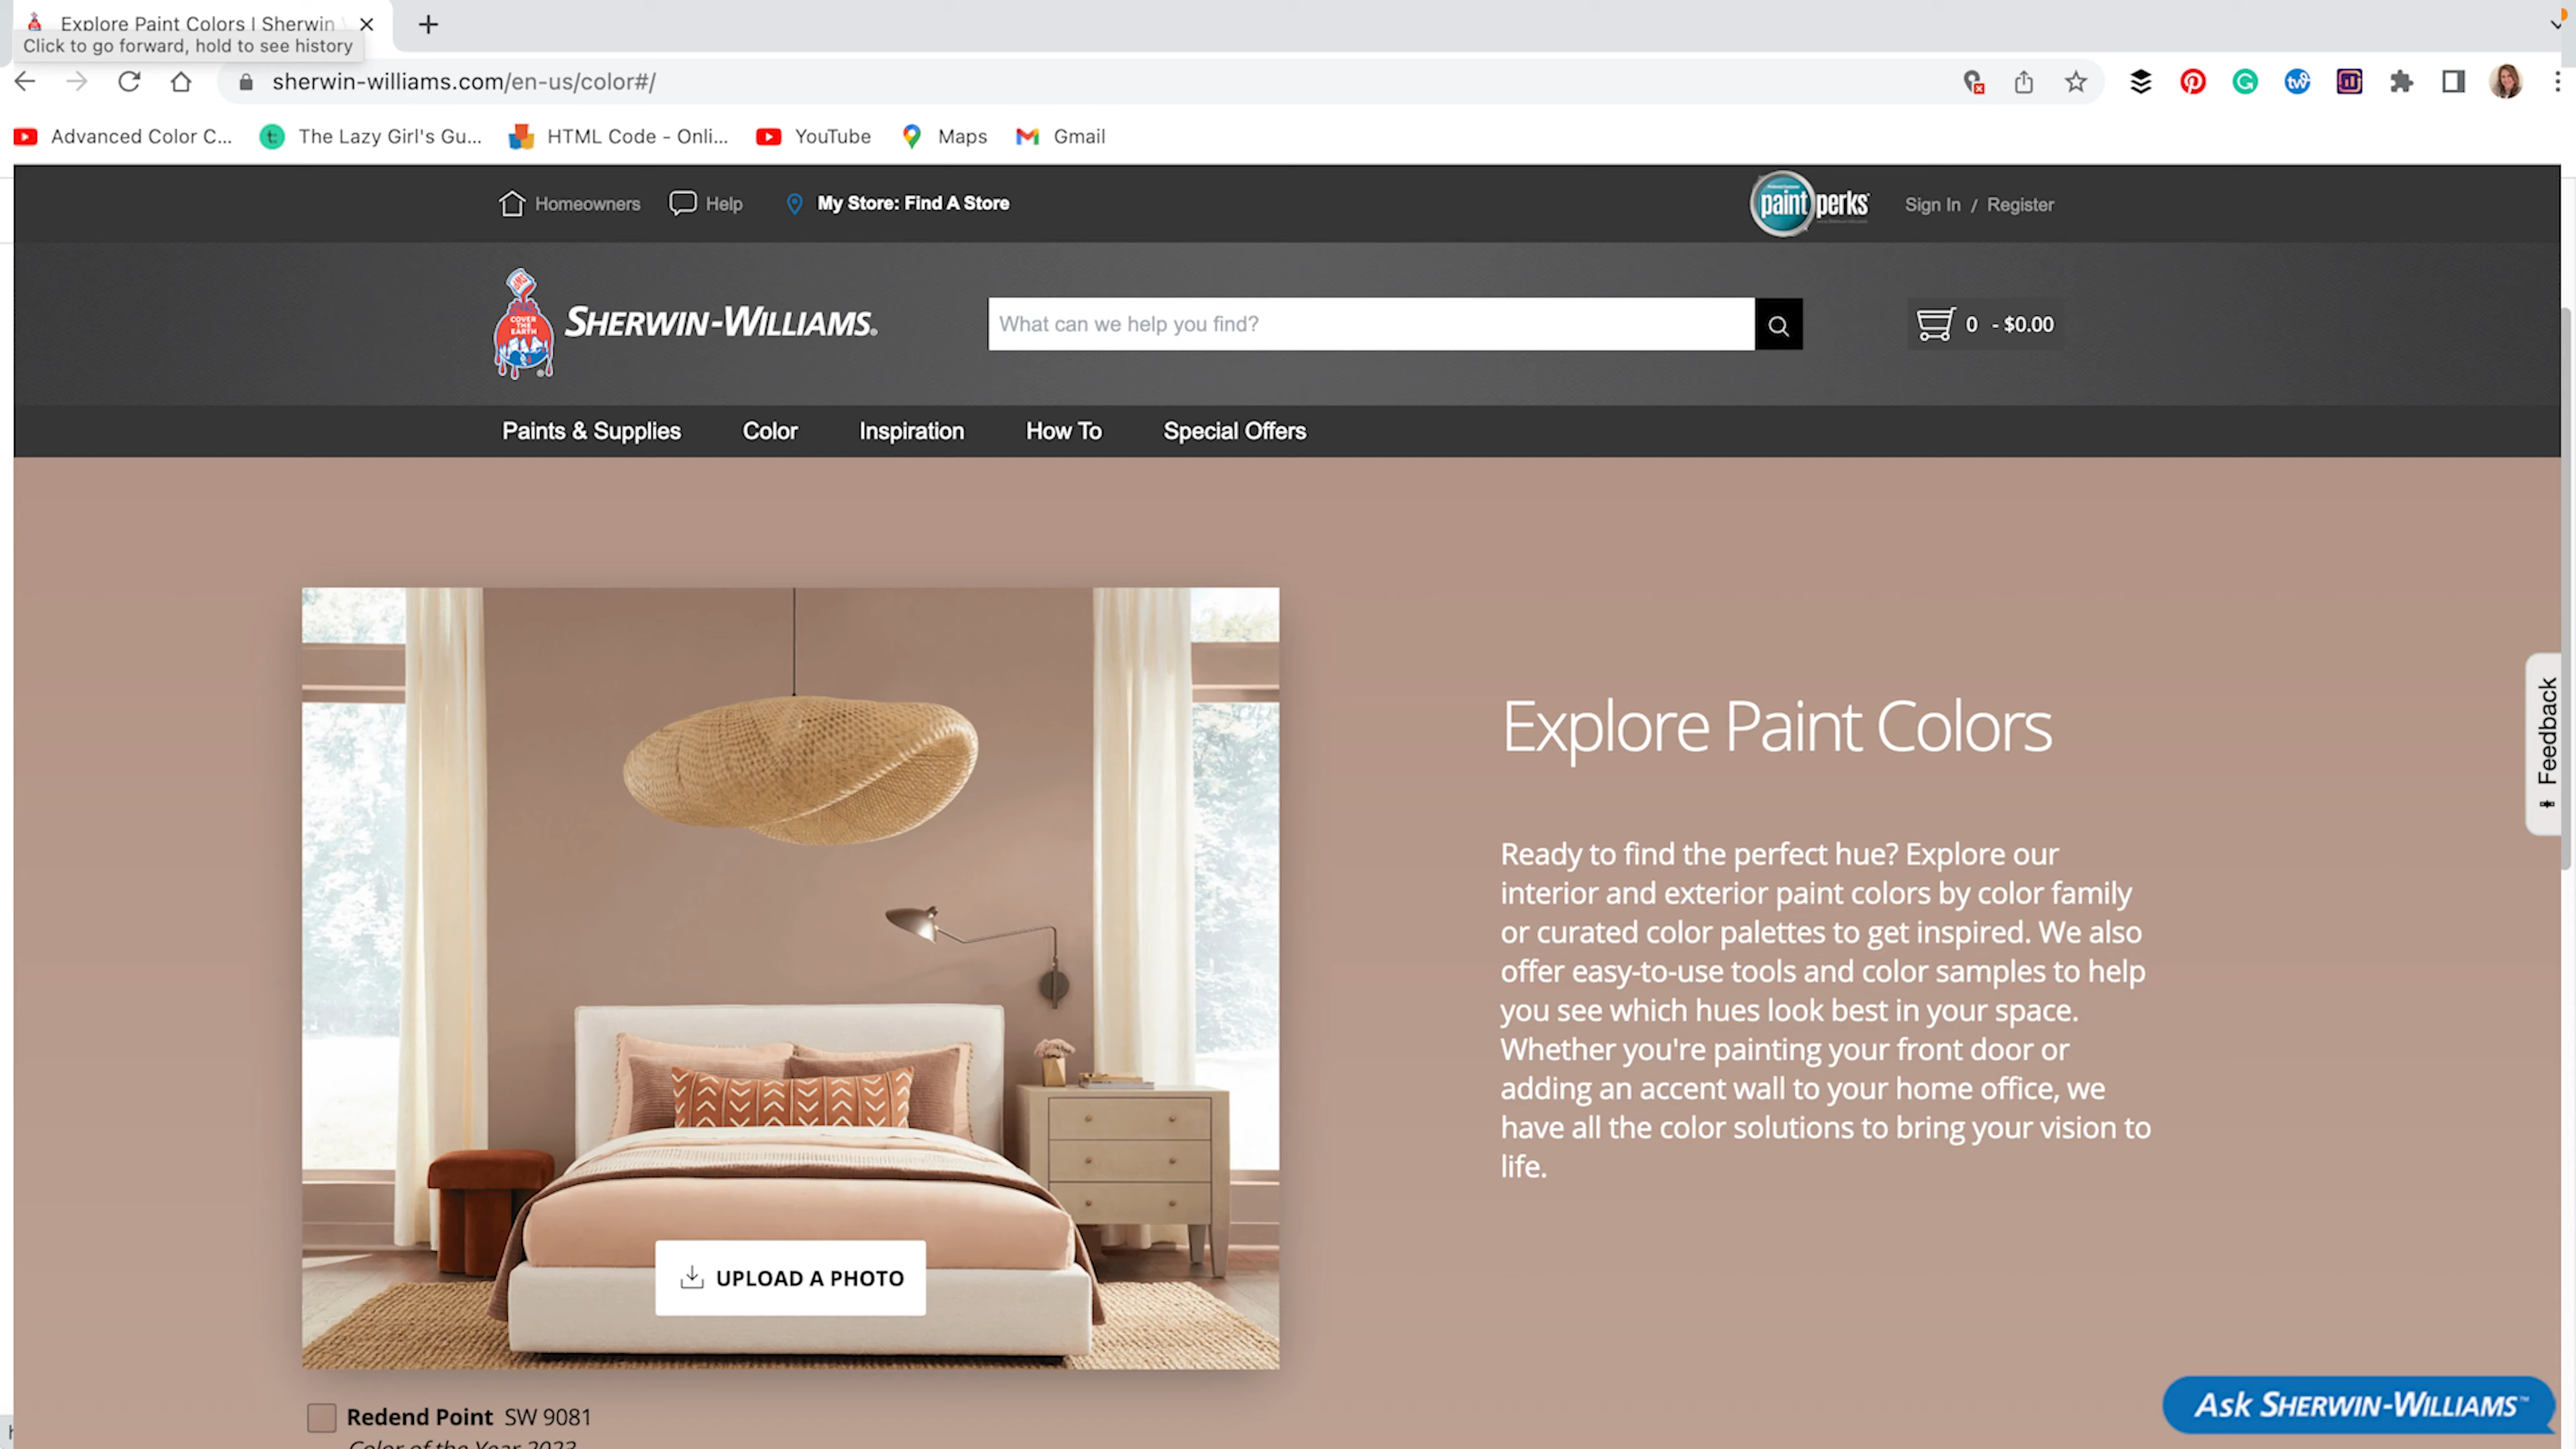 Explore Paint Colors | Sherwin
Click to go forward, hold to see history
sherwin-williams.com/en-us/color#/
Advanced Color C...
The Lazy Girl's Gu...
HTML Code - Onli...
YouTube
Maps
Gmail
Homeowners
Help
My Store: Find A Store
paint perks
Sign In / Register
COVER
THE
EARTH
SHERWIN-WILLIAMS.
What can we help you find?
0 - $0.00
Paints & Supplies
Color
Inspiration
How To
Special Offers
Explore Paint Colors
Ready to find the perfect hue? Explore our
interior and exterior paint colors by color family
or curated color palettes to get inspired. We also
offer easy-to-use tools and color samples to help
you see which hues look best in your space.
Whether you're painting your front door or
adding an accent wall to your home office, we
have all the color solutions to bring your vision to
life.
Feedback
UPLOAD A PHOTO
Redend Point SW 9081
Color of the Year 2023
Ask SHERWIN-WILLIAMS™